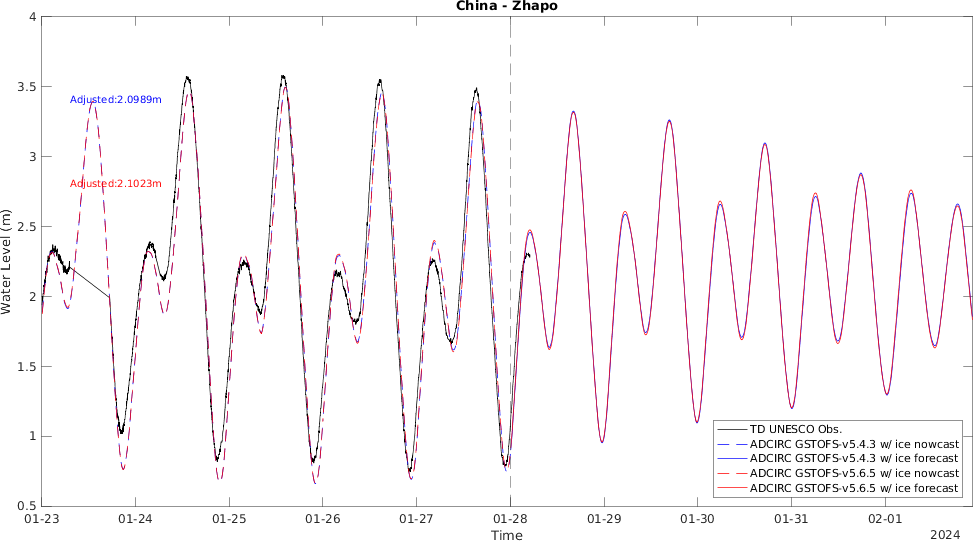 China - Zhapo
4
3.5
3
2.5
2
1.5
1
0.5
Water Level (m)
Adjusted:2.0989m
Adjusted:2.1023m
TD UNESCO Obs.
ADCIRC GSTOFS-v5.4.3 w/ ice nowcast
ADCIRC GSTOFS-v5.4.3 w/ ice forecast
ADCIRC GSTOFS-v5.6.5 w/ ice nowcast
ADCIRC GSTOFS-v5.6.5 w/ ice forecast
01-23 01-24 01-25 01-26 01-27 01-28 01-29 01-30 01-31 02-01
Time
2024